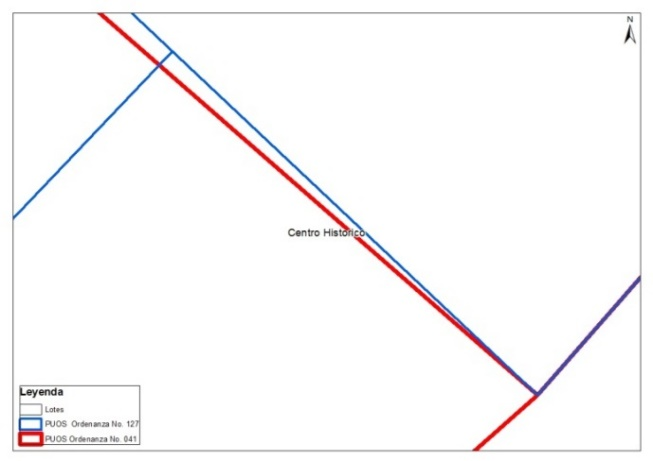 N
Centro Histórico
Leyenda
Lotes
PUOS Ordenanza No. 127
PUOS Ordenanza No. 041